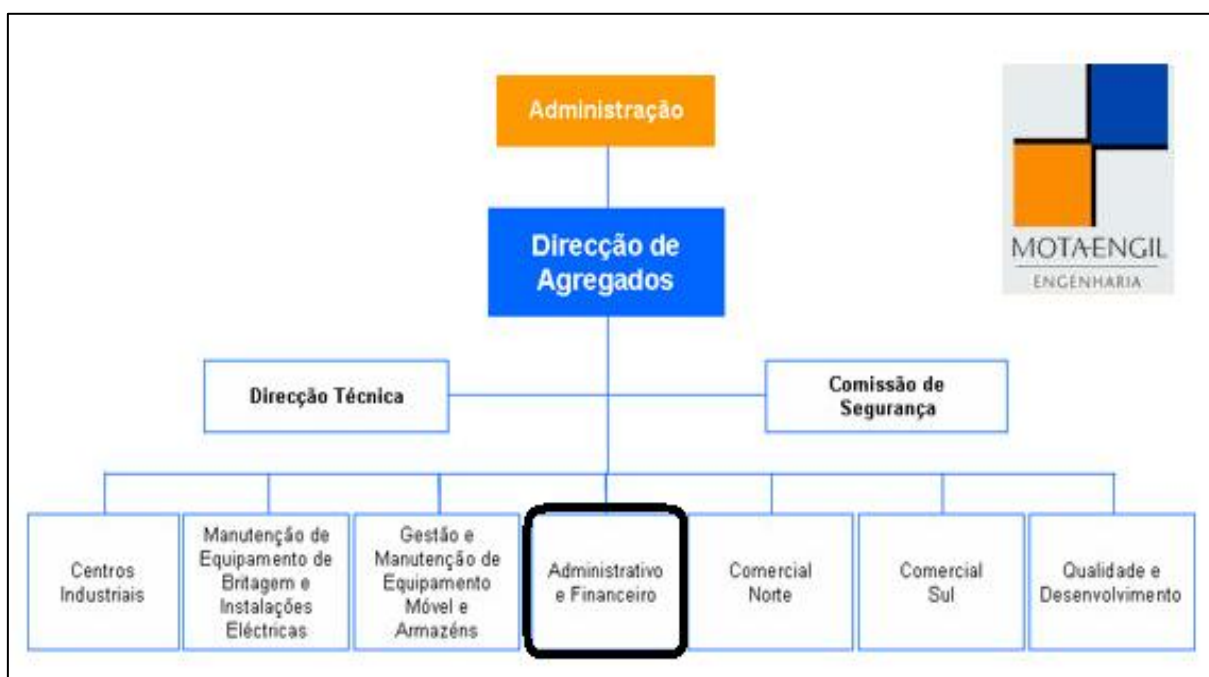 Administração
MOTA-ENGIL
ENGENHARIA
Direcção de
Agregados
Direcção Técnica
Comissão de
Segurança
Centros
Industriais
Manutenção de
Equipamento de
Britagem e
Instalações
Eléctricas
Gestão e
Manutenção de
Equipamento
Móvel e
Armazéns
Administrativo
e Financeiro
Comercial
Norte
Comercial
Sul
Qualidade e
Desenvolvimento